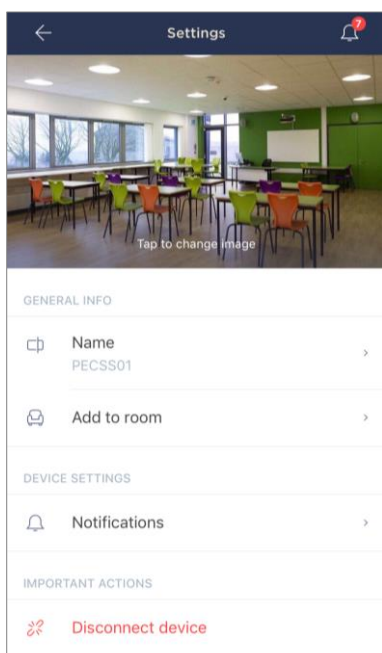 Settings
7
Tap to change image
GENERAL INFO
Name
PECSS01
Add to room
DEVICE SETTINGS
Notifications
IMPORTANT ACTIONS
Disconnect device